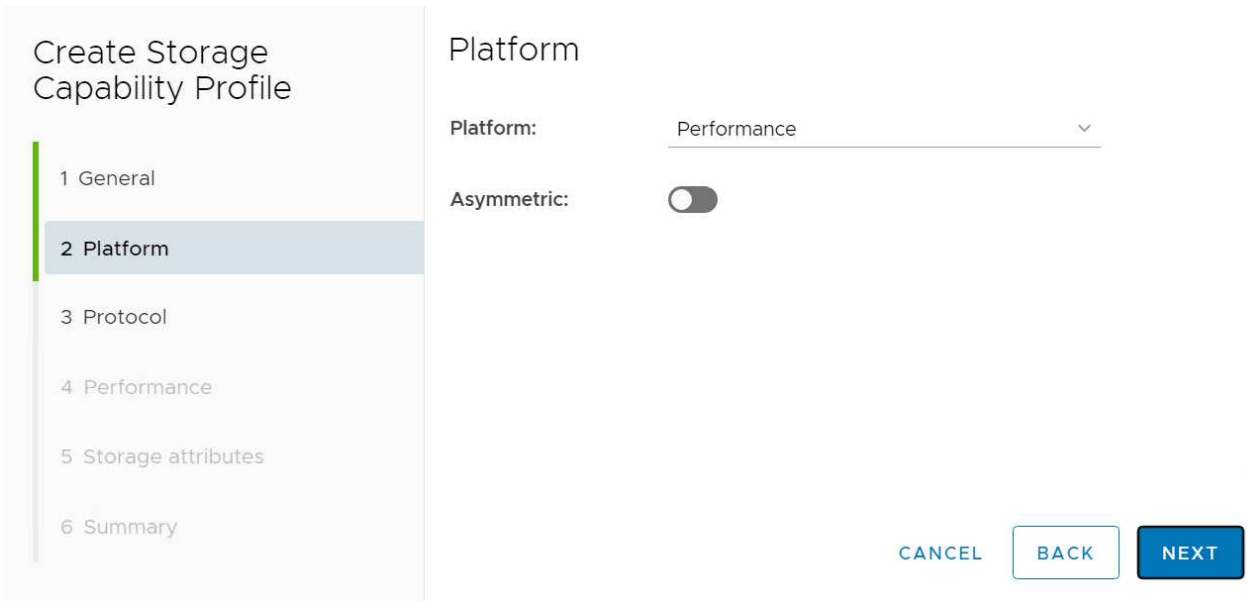 Create Storage
Capability Profile
1 General
2 Platform
3 Protocol
4 Performance
5 Storage attributes
6 Summary
Platform
Platform:
Performance
Asymmetric:
CANCEL
BACK
NEXT